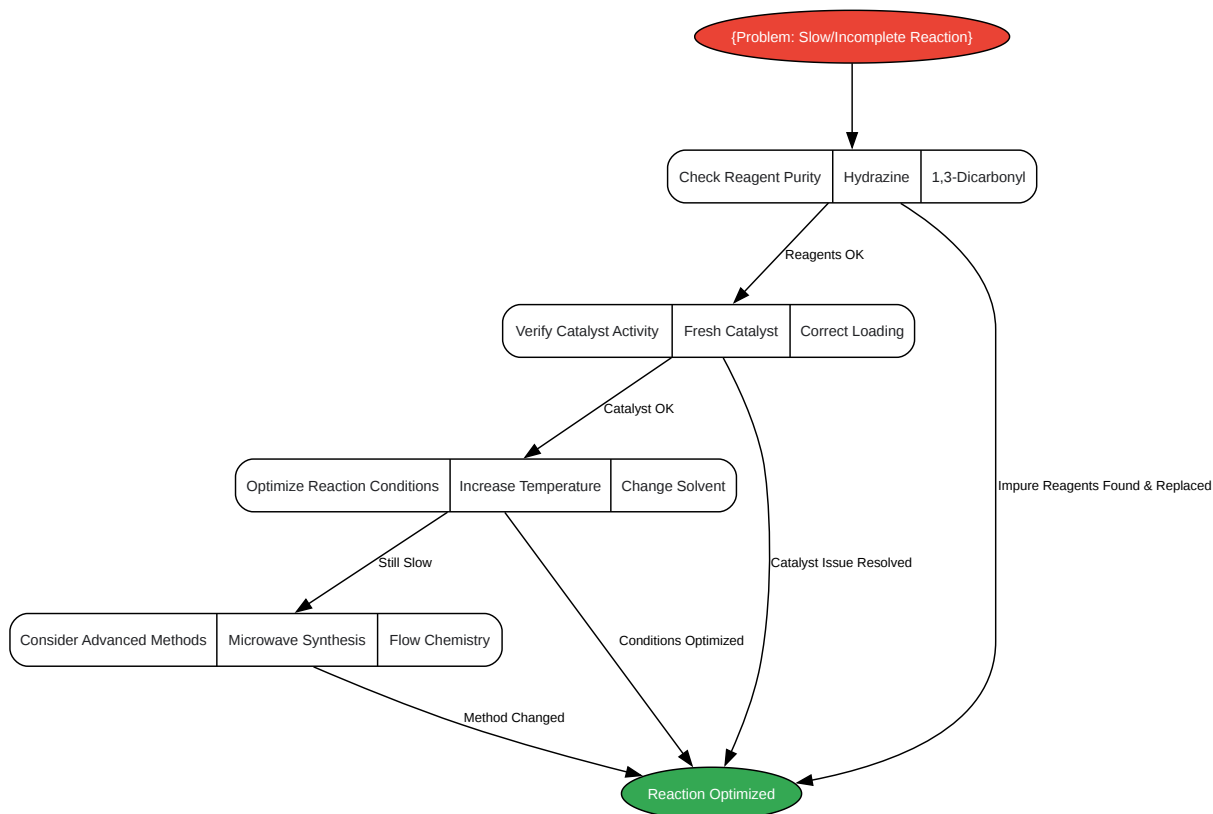 {Problem: Slow/Incomplete Reaction}
Check Reagent Purity
Hydrazine
1,3-Dicarbonyl
Reagents OK
Verify Catalyst Activity
Fresh Catalyst
Correct Loading
Catalyst OK
Optimize Reaction Conditions
Increase Temperature
Change Solvent
Impure Reagents Found & Replaced
Still Slow
Catalyst Issue Resolved
Consider Advanced Methods
Microwave Synthesis
Flow Chemistry
Conditions Optimized
Method Changed
Reaction Optimized